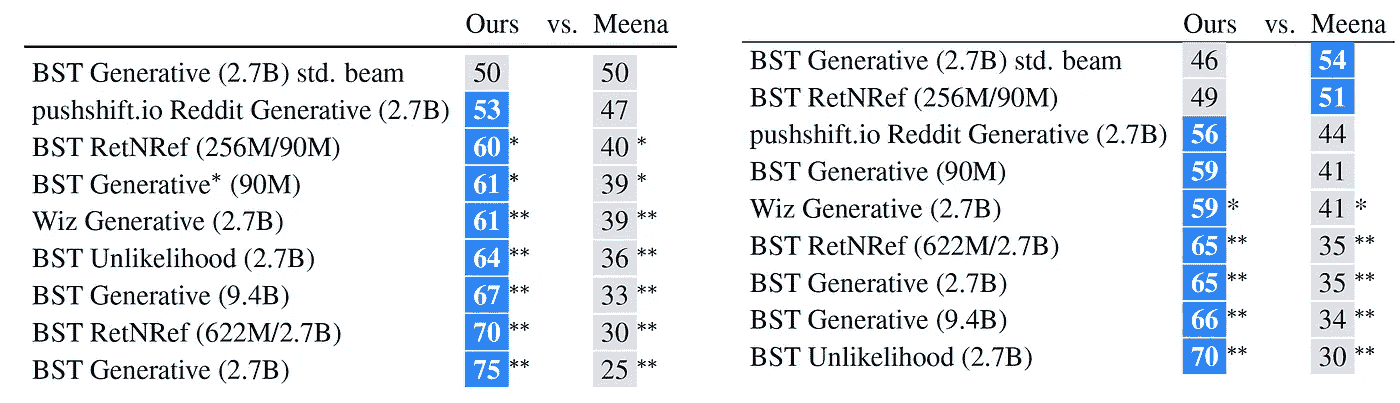 Ours vs. Meena
BST Generative (2.7B) std. beam 50 50
pushshift.io Reddit Generative (2.7B) 53 47
BST RetNRef (256M/90M) 60 * 40 *
BST Generative* (90M) 61 * 39 *
Wiz Generative (2.7B) 61 ** 39 **
BST Unlikelihood (2.7B) 64 ** 36 **
BST Generative (9.4B) 67 ** 33 **
BST RetNRef (622M/2.7B) 70 ** 30 **
BST Generative (2.7B) 75 ** 25 **
Ours vs. Meena
BST Generative (2.7B) std. beam 46 54
BST RetNRef (256M/90M) 49 51
pushshift.io Reddit Generative (2.7B) 56 44
BST Generative (90M) 59 41
Wiz Generative (2.7B) 59 * 41 *
BST RetNRef (622M/2.7B) 65 ** 35 **
BST Generative (2.7B) 65 ** 35 **
BST Generative (9.4B) 66 ** 34 **
BST Unlikelihood (2.7B) 70 ** 30 **